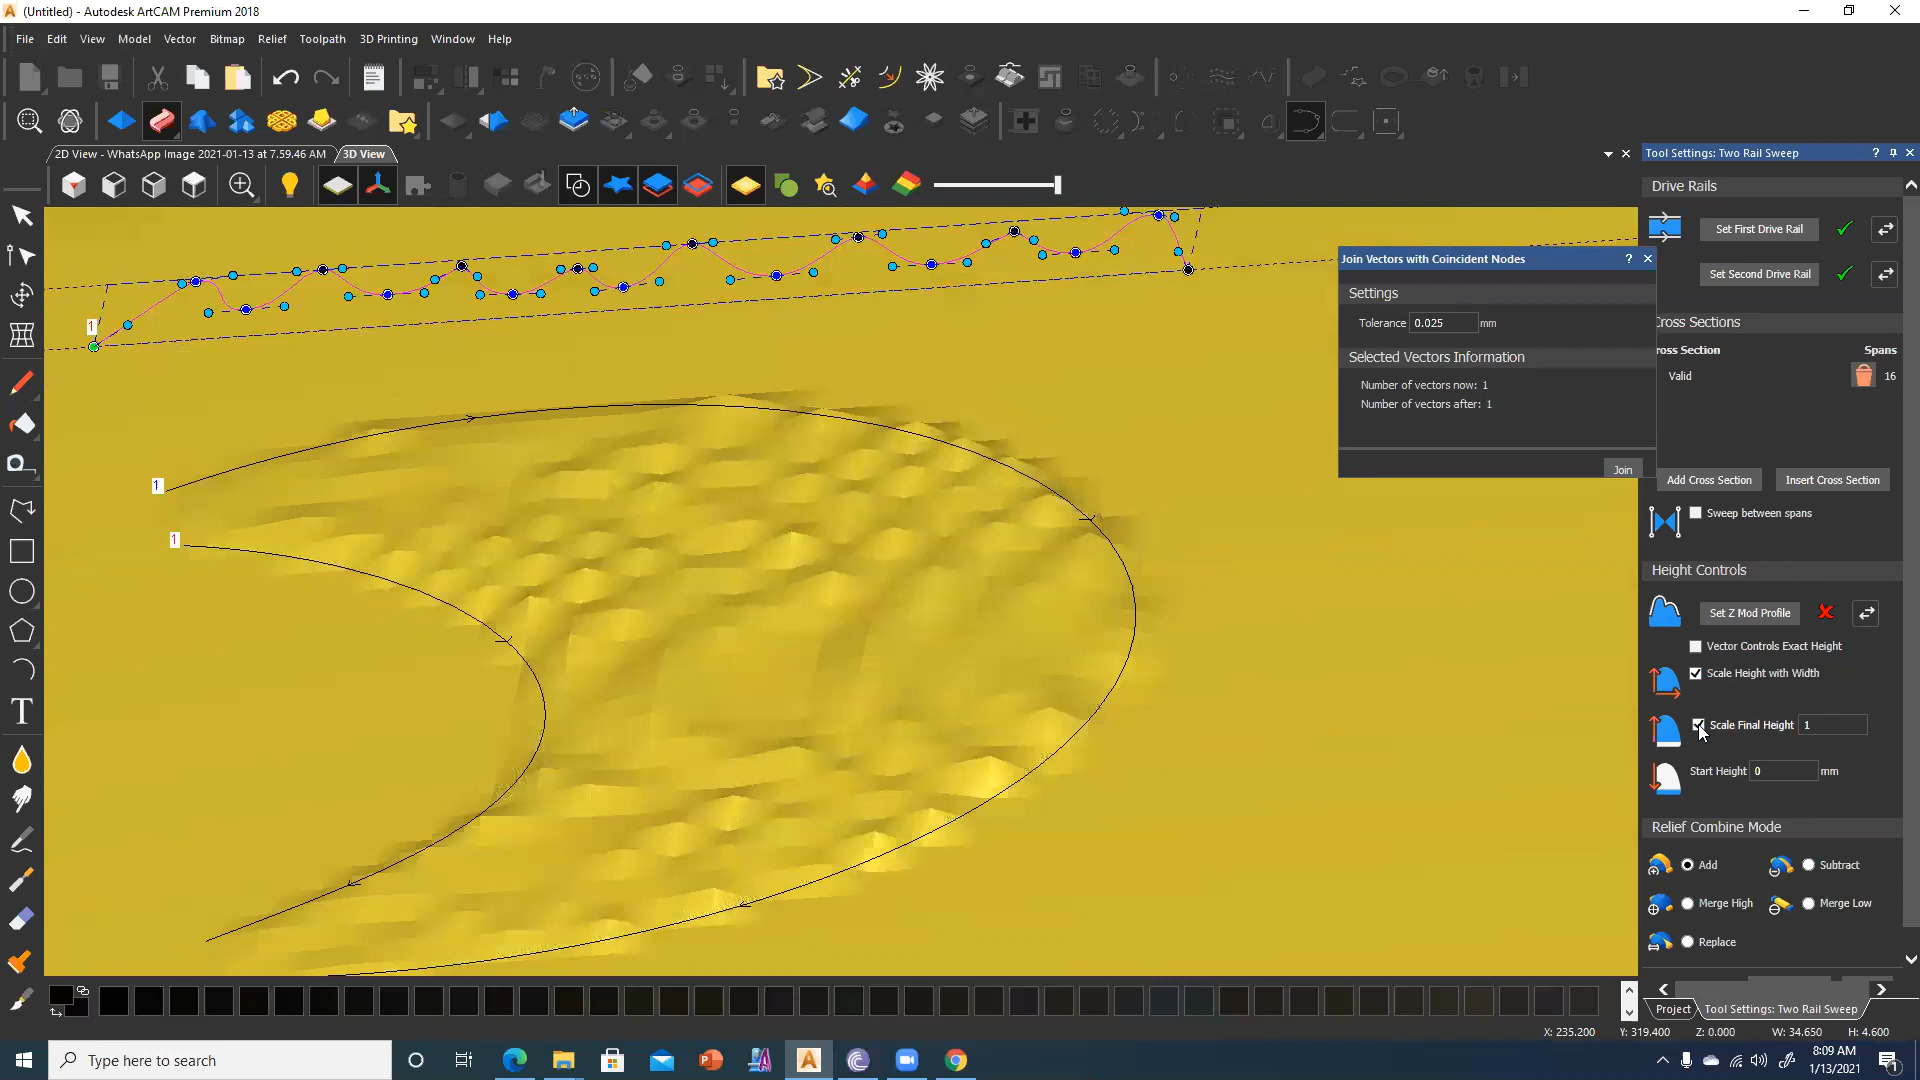 (Untitled) - Autodesk ArtCAM Premium 2018
File Edit View Model Vector Bitmap Relief Toolpath 3D Printing Window Help
2D View - WhatsApp Image 2021-01-13 at 7.59.46 AM 3D View
Tool Settings: Two Rail Sweep ?
Drive Rails
Set First Drive Rail
Set Second Drive Rail
Cross Sections
ross Section Spans
Valid 16
Add Cross Section Insert Cross Section
Sweep between spans
Height Controls
Set Z Mod Profile
Vector Controls Exact Height
Scale Height with Width
Scale Final Height 1
Start Height 0 mm
Relief Combine Mode
Add Subtract
Merge High Merge Low
Replace
Project Tool Settings: Two Rail Sweep
Join Vectors with Coincident Nodes ?
Settings
Tolerance 0.025 mm
Selected Vectors Information
Number of vectors now: 1
Number of vectors after: 1
Join
1
1
1
X: 235.200 Y: 319.400 Z: 0.000 W: 34.650 H: 4.600
Type here to search
8:09 AM
1/13/2021
1